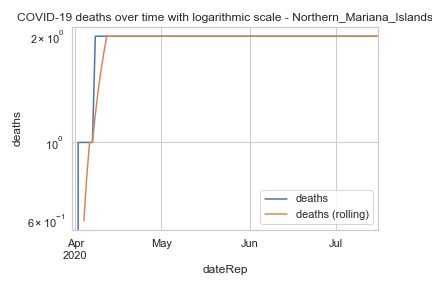 COVID-19 deaths over time with logarithmic scale - Northern_Mariana_Islands
2 × 10⁰
10⁰
6 × 10⁻¹
deaths
deaths
deaths (rolling)
Apr
2020
May
Jun
Jul
dateRep